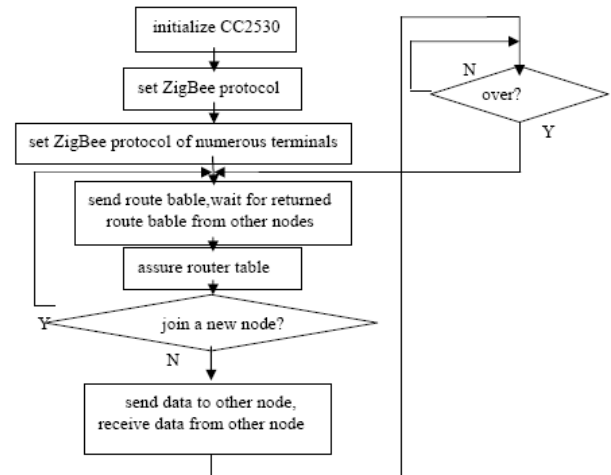 initialize CC2530
set ZigBee protocol
set ZigBee protocol of numerous terminals
send route bable,wait for returned
route bable from other nodes
assure router table
join a new node?
Y
N
send data to other node,
receive data from other node
N
over?
Y